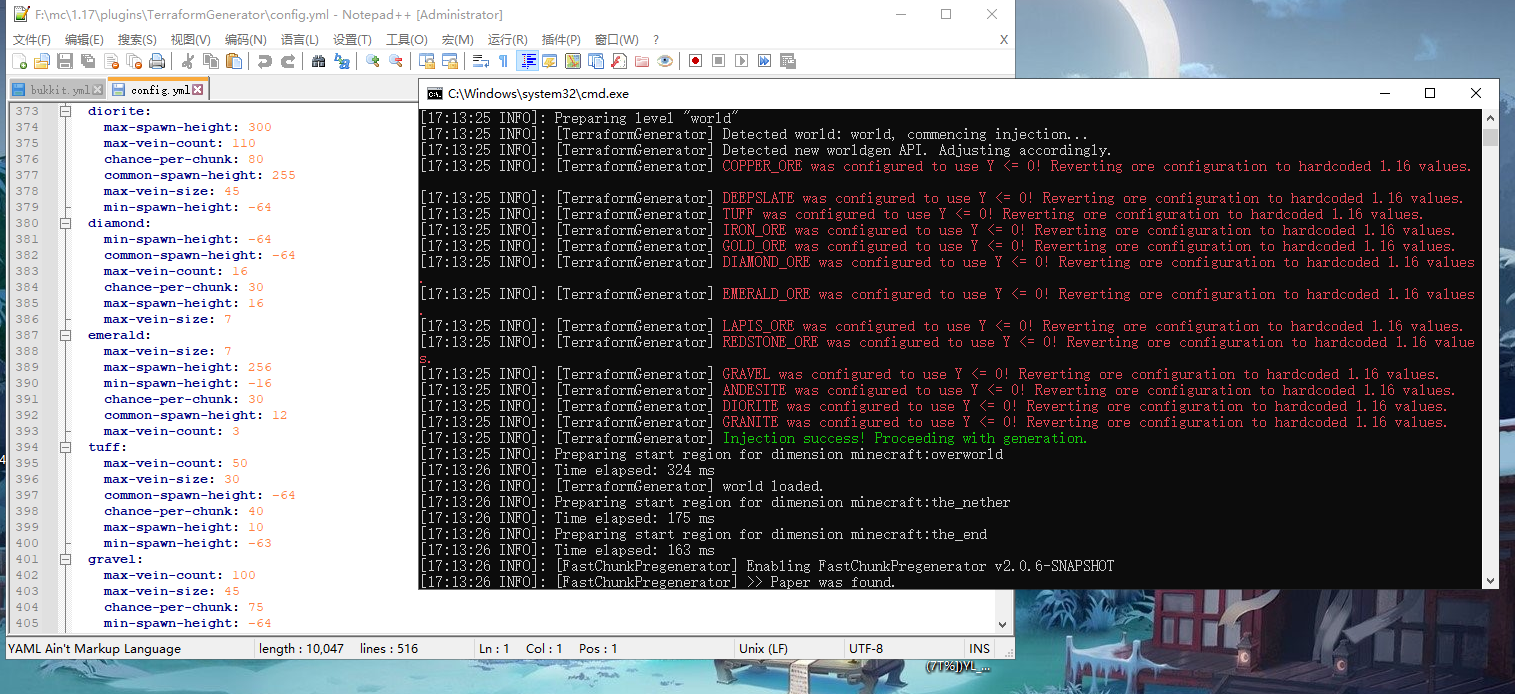 F:\mc\1.17\plugins\TerraformGenerator\config.yml - Notepad++ [Administrator]
文件(F) 编辑(E) 搜索(S) 视图(V) 编码(N) 语言(L) 设置(T) 工具(O) 宏(M) 运行(R) 插件(P) 窗口(W) ? X
bukkit.yml config.yml
373 diorite:
374 max-spawn-height: 300
375 max-vein-count: 110
376 chance-per-chunk: 80
377 common-spawn-height: 255
378 max-vein-size: 45
379 min-spawn-height: -64
380 diamond:
381 min-spawn-height: -64
382 common-spawn-height: -64
383 max-vein-count: 16
384 chance-per-chunk: 30
385 max-spawn-height: 16
386 max-vein-size: 7
387 emerald:
388 max-vein-size: 7
389 max-spawn-height: 256
390 min-spawn-height: -16
391 chance-per-chunk: 30
392 common-spawn-height: 12
393 max-vein-count: 3
394 tuff:
395 max-vein-count: 50
396 max-vein-size: 30
397 common-spawn-height: -64
398 chance-per-chunk: 40
399 max-spawn-height: 10
400 min-spawn-height: -63
401 gravel:
402 max-vein-count: 100
403 max-vein-size: 45
404 chance-per-chunk: 75
405 min-spawn-height: -64
YAML Ain't Markup Language length : 10,047 lines : 516 Ln : 1 Col : 1 Pos : 1 Unix (LF) UTF-8 INS
C:\Windows\system32\cmd.exe
[17:13:25 INFO]: Preparing level "world"
[17:13:25 INFO]: [TerraformGenerator] Detected world: world, commencing injection...
[17:13:25 INFO]: [TerraformGenerator] Detected new worldgen API. Adjusting accordingly.
[17:13:25 INFO]: [TerraformGenerator] COPPER_ORE was configured to use Y <= 0! Reverting ore configuration to hardcoded 1.16 values.
[17:13:25 INFO]: [TerraformGenerator] DEEPSLATE was configured to use Y <= 0! Reverting ore configuration to hardcoded 1.16 values.
[17:13:25 INFO]: [TerraformGenerator] TUFF was configured to use Y <= 0! Reverting ore configuration to hardcoded 1.16 values.
[17:13:25 INFO]: [TerraformGenerator] IRON_ORE was configured to use Y <= 0! Reverting ore configuration to hardcoded 1.16 values.
[17:13:25 INFO]: [TerraformGenerator] GOLD_ORE was configured to use Y <= 0! Reverting ore configuration to hardcoded 1.16 values.
[17:13:25 INFO]: [TerraformGenerator] DIAMOND_ORE was configured to use Y <= 0! Reverting ore configuration to hardcoded 1.16 values
.
[17:13:25 INFO]: [TerraformGenerator] EMERALD_ORE was configured to use Y <= 0! Reverting ore configuration to hardcoded 1.16 values
.
[17:13:25 INFO]: [TerraformGenerator] LAPIS_ORE was configured to use Y <= 0! Reverting ore configuration to hardcoded 1.16 values.
[17:13:25 INFO]: [TerraformGenerator] REDSTONE_ORE was configured to use Y <= 0! Reverting ore configuration to hardcoded 1.16 value
s.
[17:13:25 INFO]: [TerraformGenerator] GRAVEL was configured to use Y <= 0! Reverting ore configuration to hardcoded 1.16 values.
[17:13:25 INFO]: [TerraformGenerator] ANDESITE was configured to use Y <= 0! Reverting ore configuration to hardcoded 1.16 values.
[17:13:25 INFO]: [TerraformGenerator] DIORITE was configured to use Y <= 0! Reverting ore configuration to hardcoded 1.16 values.
[17:13:25 INFO]: [TerraformGenerator] GRANITE was configured to use Y <= 0! Reverting ore configuration to hardcoded 1.16 values.
[17:13:25 INFO]: [TerraformGenerator] Injection success! Proceeding with generation.
[17:13:25 INFO]: Preparing start region for dimension minecraft:overworld
[17:13:26 INFO]: Time elapsed: 324 ms
[17:13:26 INFO]: [TerraformGenerator] world loaded.
[17:13:26 INFO]: Preparing start region for dimension minecraft:the_nether
[17:13:26 INFO]: Time elapsed: 175 ms
[17:13:26 INFO]: Preparing start region for dimension minecraft:the_end
[17:13:26 INFO]: Time elapsed: 163 ms
[17:13:26 INFO]: [FastChunkPregenerator] Enabling FastChunkPregenerator v2.0.6-SNAPSHOT
[17:13:26 INFO]: [FastChunkPregenerator] >> Paper was found.
4
(7T%])YL_...